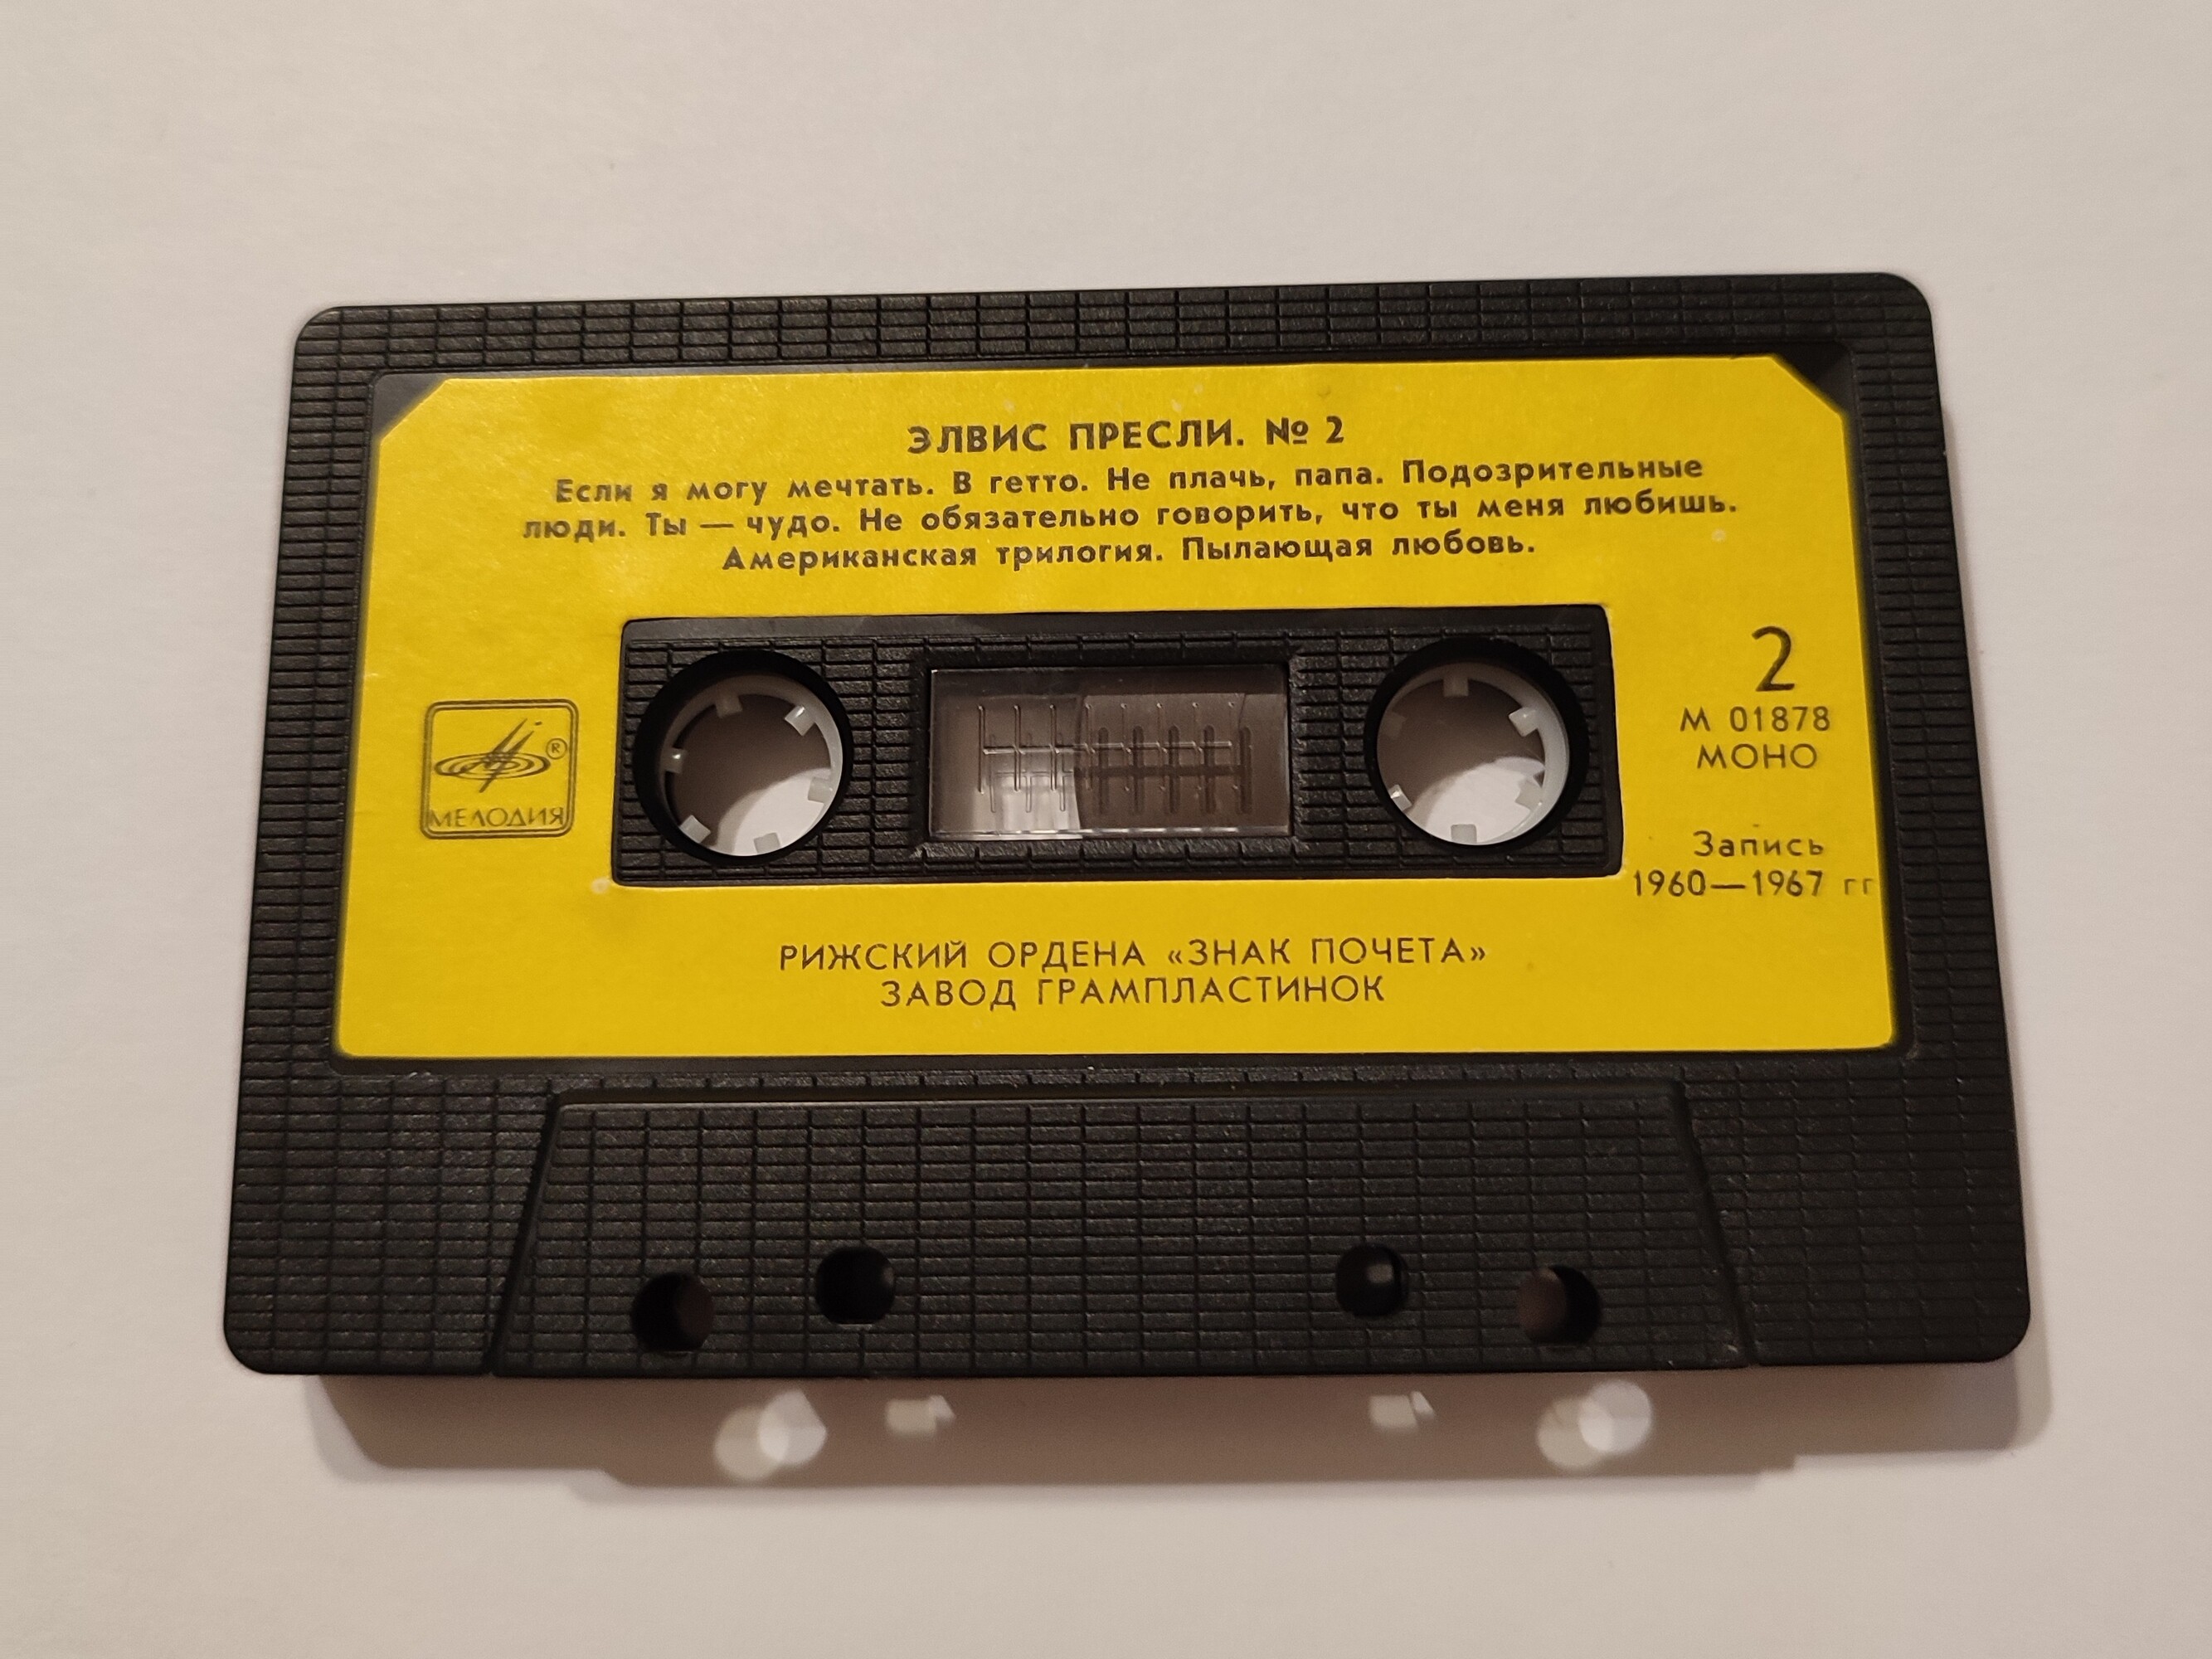 ЭЛВИС ПРЕСЛИ. № 2
Если я могу мечтать. В гетто. Не плачь, папа. Подозрительные
люди. Ты — чудо. Не обязательно говорить, что ты меня любишь.
Американская трилогия. Пылающая любовь.
2
М 01878
МОНО
®
МЕЛОДИЯ
Запись
1960—1967 гг
РИЖСКИЙ ОРДЕНА «ЗНАК ПОЧЕТА»
ЗАВОД ГРАМПЛАСТИНОК